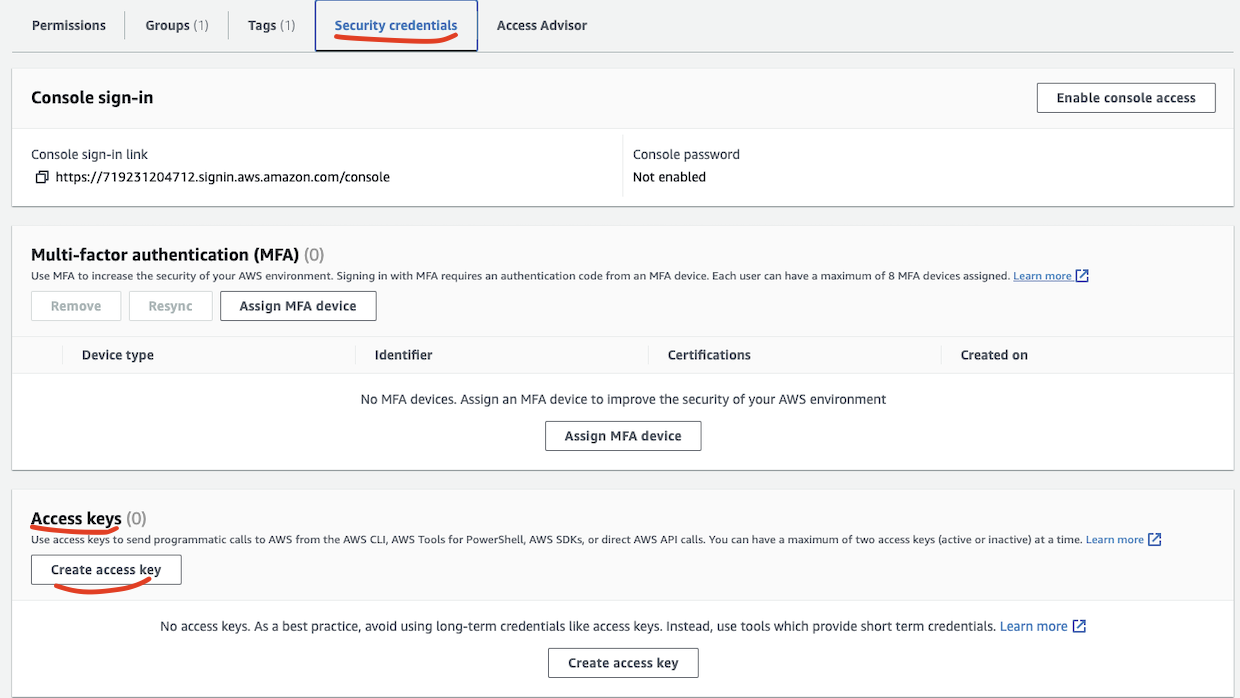 Permissions Groups (1) Tags (1) Security credentials Access Advisor
Console sign-in
Enable console access
Console sign-in link
https://719231204712.signin.aws.amazon.com/console
Console password
Not enabled
Multi-factor authentication (MFA) (0)
Use MFA to increase the security of your AWS environment. Signing in with MFA requires an authentication code from an MFA device. Each user can have a maximum of 8 MFA devices assigned. Learn more
Remove Resync Assign MFA device
Device type Identifier Certifications Created on
No MFA devices. Assign an MFA device to improve the security of your AWS environment
Assign MFA device
Access keys (0)
Use access keys to send programmatic calls to AWS from the AWS CLI, AWS Tools for PowerShell, AWS SDKs, or direct AWS API calls. You can have a maximum of two access keys (active or inactive) at a time. Learn more
Create access key
No access keys. As a best practice, avoid using long-term credentials like access keys. Instead, use tools which provide short term credentials. Learn more
Create access key